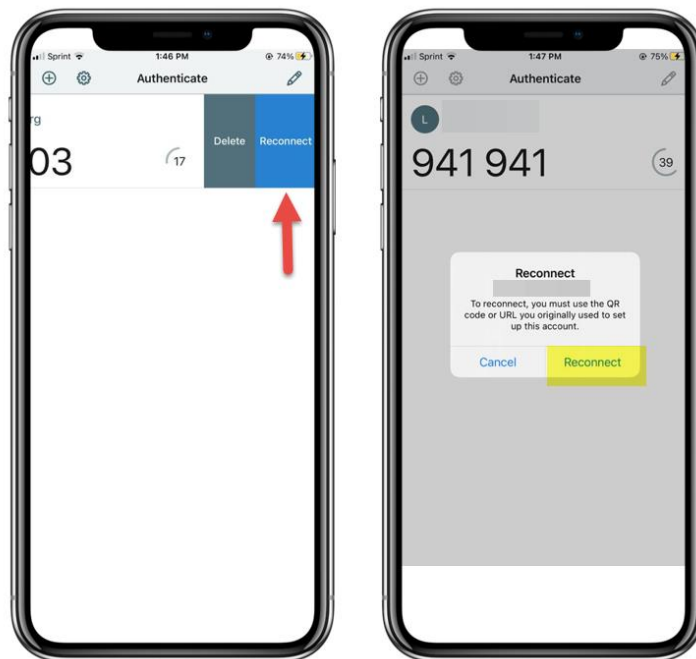 Sprint 1:46 PM 74%
Authenticate
rg
03 17 Delete Reconnect
Sprint 1:47 PM 75%
Authenticate
L
941 941 39
Reconnect
To reconnect, you must use the QR
code or URL you originally used to set
up this account.
Cancel Reconnect